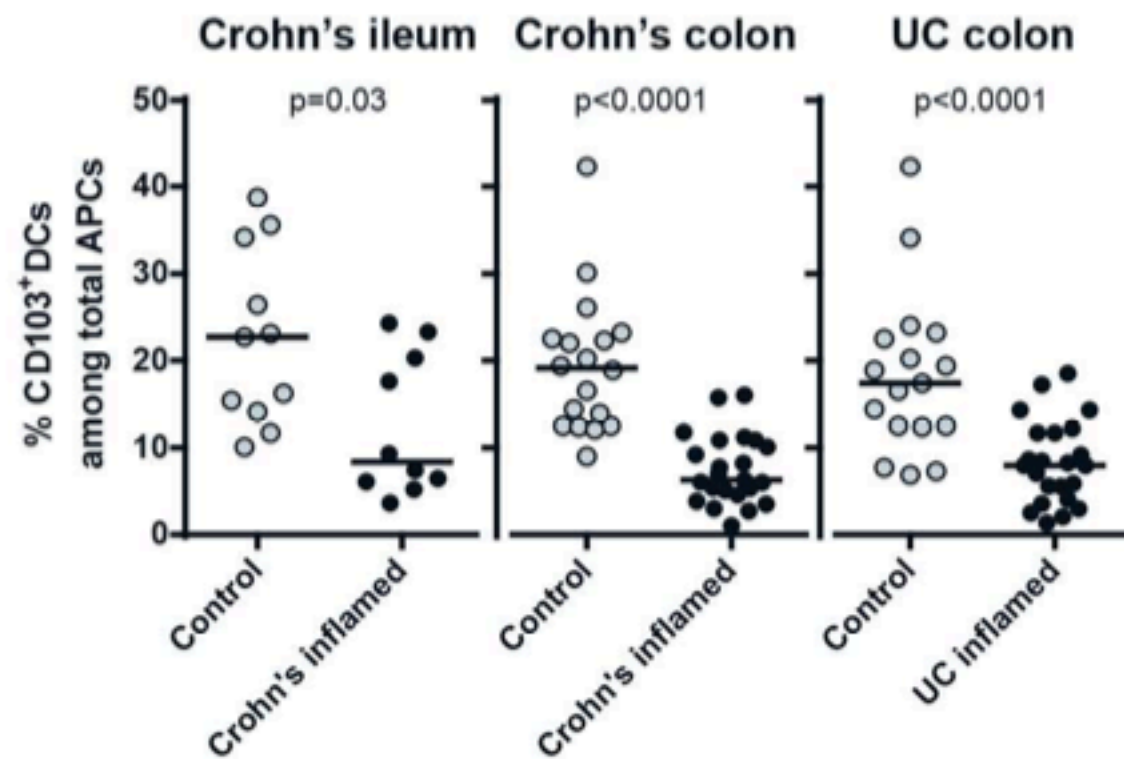 Crohn's ileum Crohn's colon UC colon
p=0.03 p<0.0001 p<0.0001
% CD103⁺DCs
among total APCs
50
40
30
20
10
0
Control
Crohn's inflamed
Control
Crohn's inflamed
Control
UC inflamed